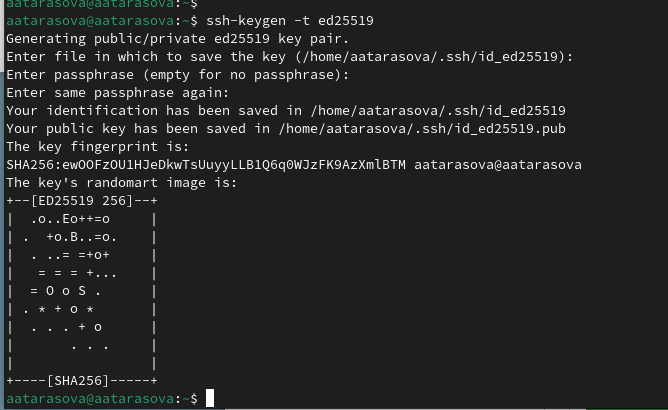 aatarasova@aatarasova:~$
aatarasova@aatarasova:~$ ssh-keygen -t ed25519
Generating public/private ed25519 key pair.
Enter file in which to save the key (/home/aatarasova/.ssh/id_ed25519):
Enter passphrase (empty for no passphrase):
Enter same passphrase again:
Your identification has been saved in /home/aatarasova/.ssh/id_ed25519
Your public key has been saved in /home/aatarasova/.ssh/id_ed25519.pub
The key fingerprint is:
SHA256:ewOOFzOU1HJeDkwTsUuyyLLB1Q6q0WJzFK9AzXmlBTM aatarasova@aatarasova
The key's randomart image is:
+--[ED25519 256]--+
|  .o..Eo++=o     |
| .  +o.B..=o.    |
|  . ..= =+o+     |
|   = = = +...    |
|  = O o S .      |
| . * + o *       |
|  . . . + o      |
|       . . .     |
|                 |
+----[SHA256]-----+
aatarasova@aatarasova:~$